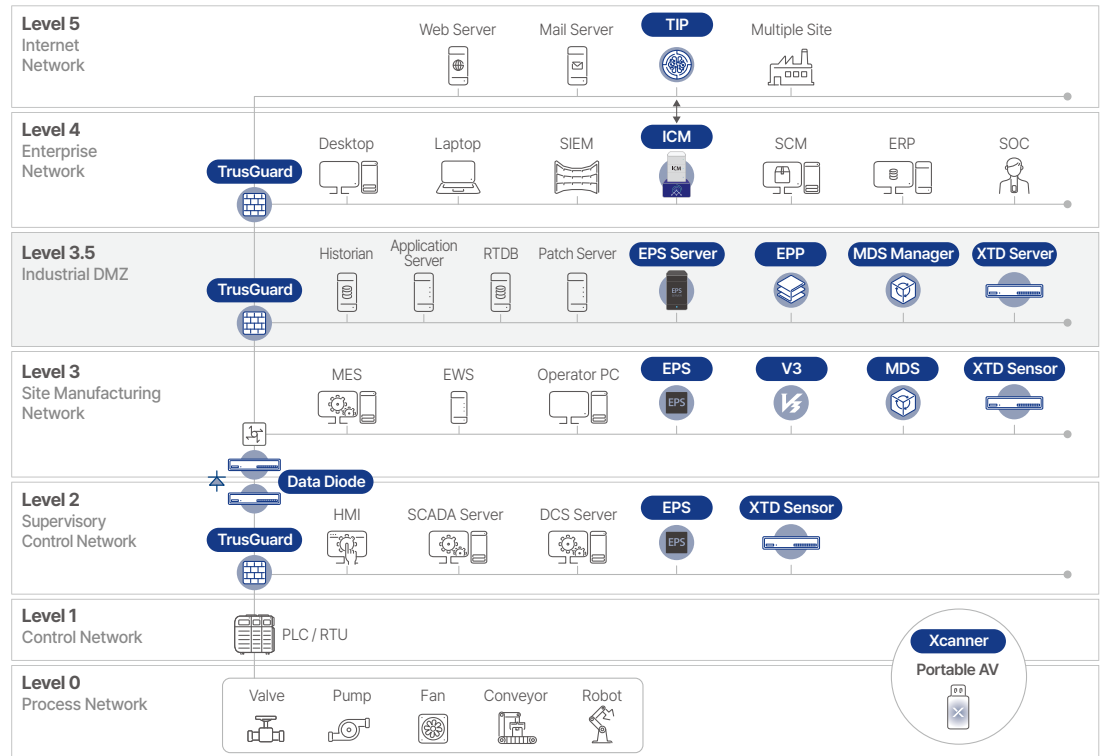 Level 5
Internet
Network
Web Server
Mail Server
TIP
Multiple Site
Level 4
Enterprise
Network
TrusGuard
Desktop
Laptop
SIEM
ICM
ICM
SCM
ERP
SOC
Level 3.5
Industrial DMZ
TrusGuard
Historian
Application
Server
RTDB
Patch Server
EPS Server
EPS
EPP
MDS Manager
XTD Server
Level 3
Site Manufacturing
Network
MES
EWS
Operator PC
EPS
EPS
V3
V3
MDS
XTD Sensor
Data Diode
Level 2
Supervisory
Control Network
TrusGuard
HMI
SCADA Server
DCS Server
EPS
EPS
XTD Sensor
Level 1
Control Network
PLC / RTU
Xcanner
Portable AV
Level 0
Process Network
Valve
Pump
Fan
Conveyor
Robot